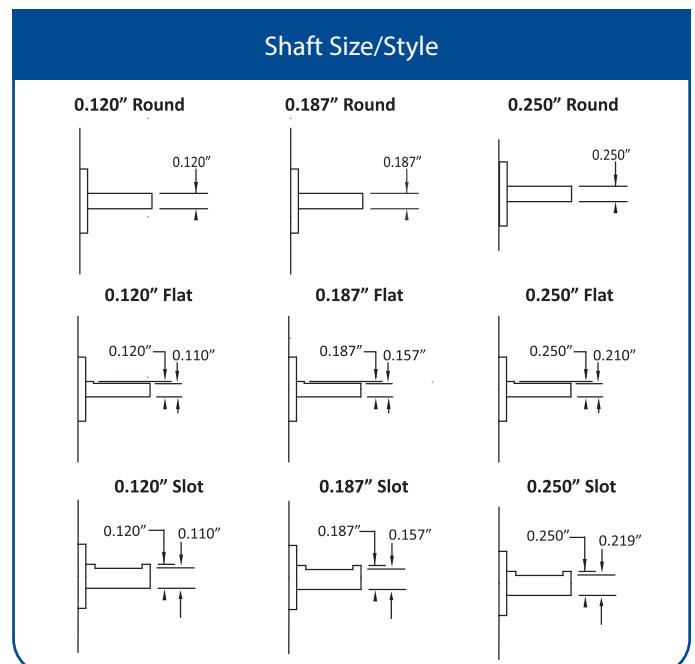 Shaft Size/Style
0.120” Round
0.187” Round
0.250” Round
0.120”
0.187”
0.250”
0.120” Flat
0.187” Flat
0.250” Flat
0.120” 0.110”
0.187” 0.157”
0.250” 0.210”
0.120” Slot
0.187” Slot
0.250” Slot
0.120” 0.110”
0.187” 0.157”
0.250” 0.219”